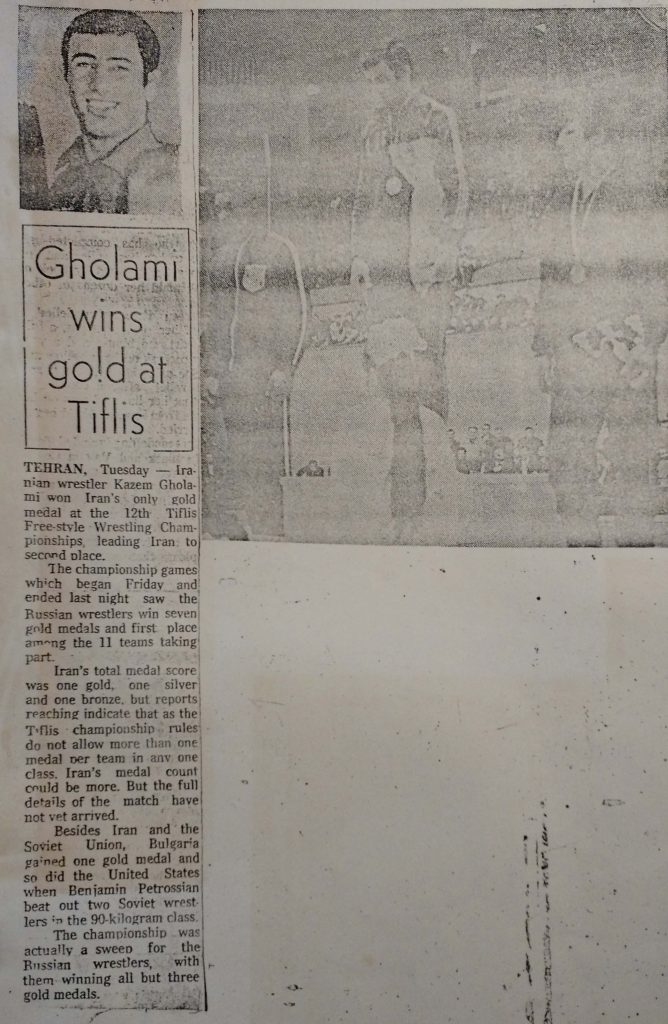 Gholami
wins
gold at
Tiflis
TEHRAN, Tuesday — Ira-
nian wrestler Kazem Ghola-
mi won Iran's only gold
medal at the 12th Tiflis
Free-style Wrestling Cham-
pionships, leading Iran to
second place.
The championship games
which began Friday and
ended last night saw the
Russian wrestlers win seven
gold medals and first place
among the 11 teams taking
part.
Iran's total medal score
was one gold, one silver
and one bronze, but reports
reaching indicate that as the
Tiflis championship rules
do not allow more than one
medal per team in any one
class, Iran's medal count
could be more. But the full
details of the match have
not yet arrived.
Besides Iran and the
Soviet Union, Bulgaria
gained one gold medal and
so did the United States
when Benjamin Petrossian
beat out two Soviet wrest-
lers in the 90-kilogram class.
The championship was
actually a sweep for the
Russian wrestlers, with
them winning all but three
gold medals.